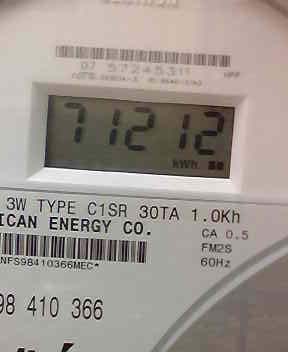 07 57245311
71212
kWh
3W TYPE C1SR 30TA 1.0Kh
ICAN ENERGY CO.
CA 0.5
FM2S
60Hz
NFS98410366MEC*
98 410 366